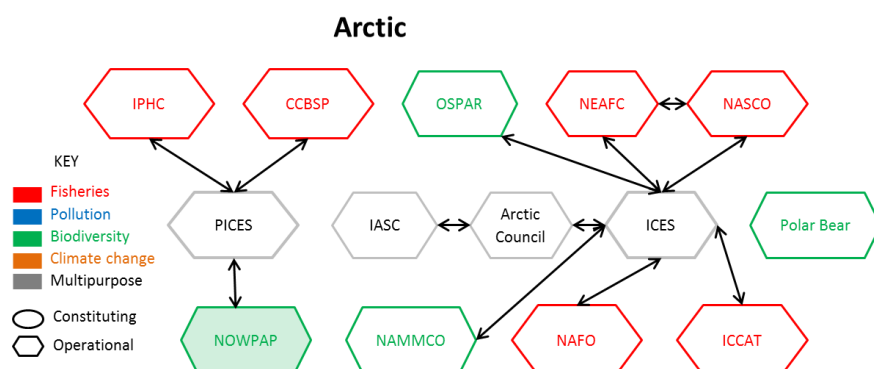 Arctic
IPHC
CCBSP
OSPAR
NEAFC
NASCO
KEY
Fisheries
Pollution
Biodiversity
Climate change
Multipurpose
Constituting
Operational
PICES
IASC
Arctic
Council
ICES
Polar Bear
NOWPAP
NAMMCO
NAFO
ICCAT